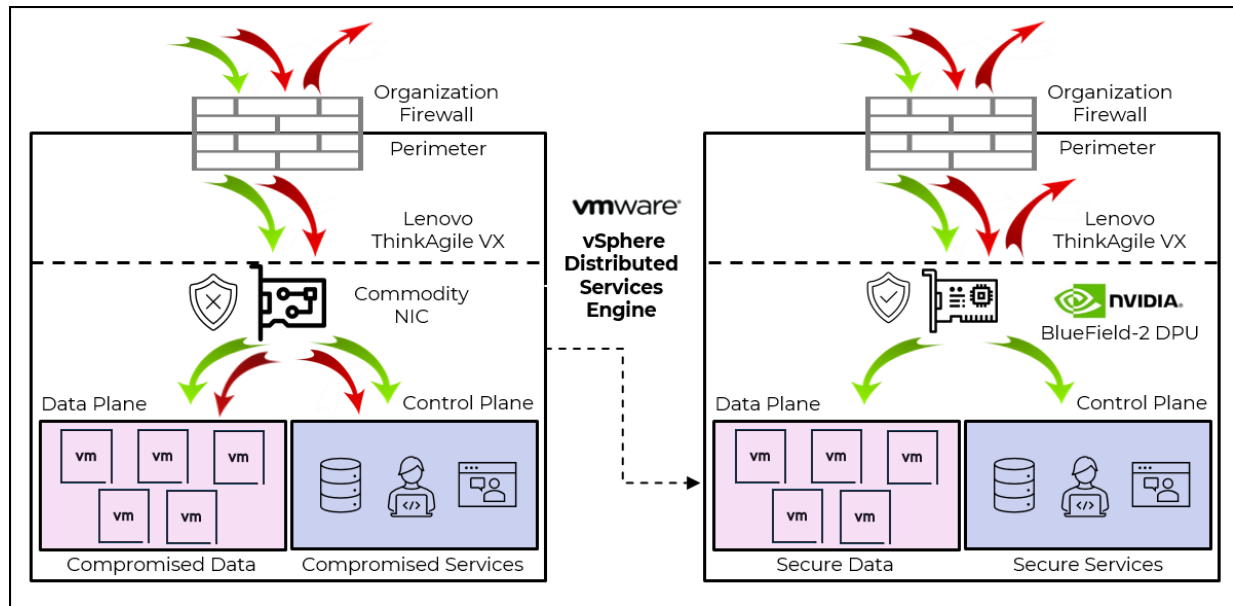 Organization
Firewall
Perimeter
Lenovo
ThinkAgile VX
Commodity
NIC
Data Plane
Control Plane
vm
vm
vm
vm
vm
Compromised Data
Compromised Services
vmware®
vSphere
Distributed
Services
Engine
Organization
Firewall
Perimeter
Lenovo
ThinkAgile VX
NVIDIA®
BlueField-2 DPU
Data Plane
Control Plane
vm
vm
vm
vm
vm
Secure Data
Secure Services